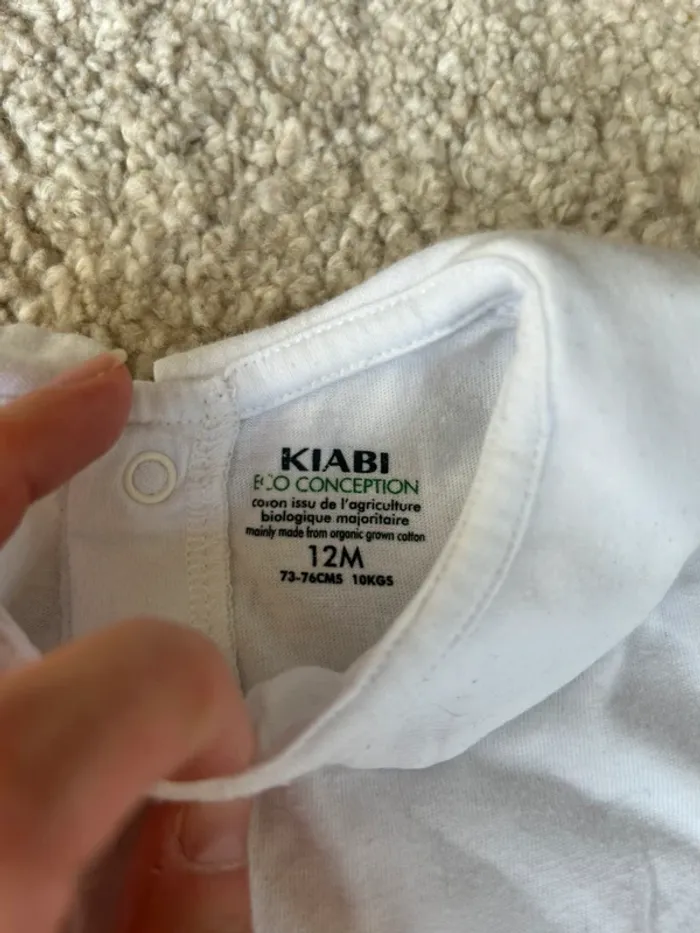 KIABI
ECO CONCEPTION
coton issu de l'agriculture
biologique majoritaire
mainly made from organic grown cotton
12M
73-76CMS 10KGS